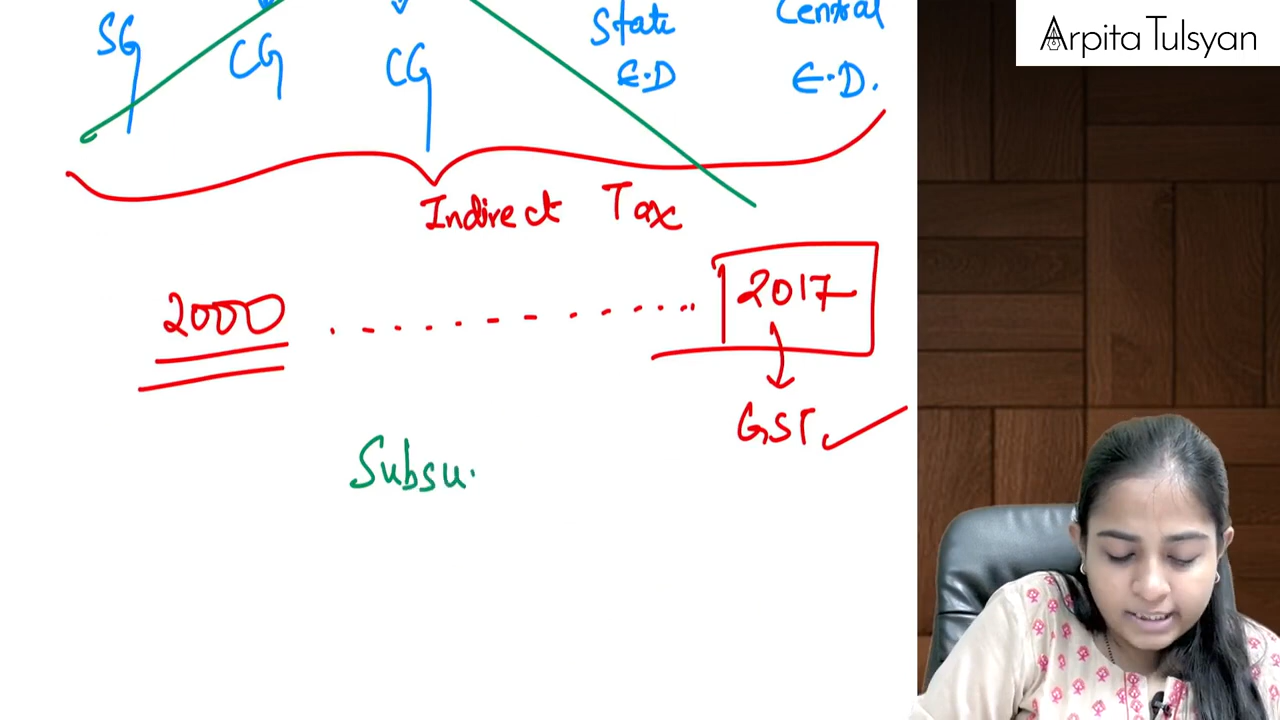 Arpita Tulsyan
SG CG CG State Central
E.D E.D.
Indirect Tax
2000 2017
GST
Subsu